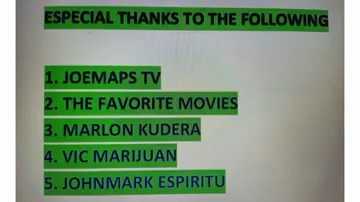 ESPECIAL THANKS TO THE FOLLOWING
1. JOEMAPS TV
2. THE FAVORITE MOVIES
3. MARLON KUDERA
4. VIC MARIJUAN
5. JOHNMARK ESPIRITU